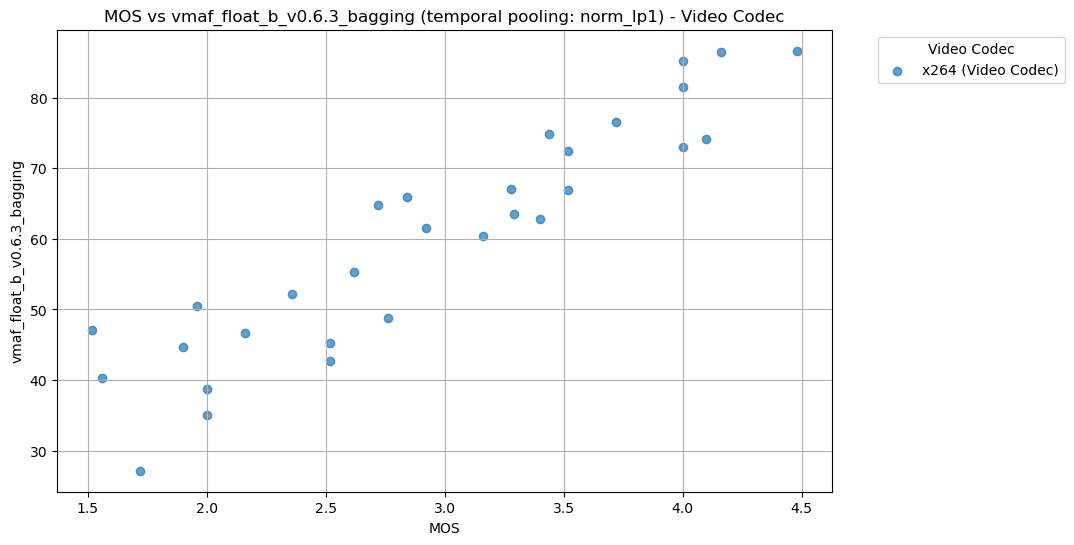 MOS vs vmaf_float_b_v0.6.3_bagging (temporal pooling: norm_lp1) - Video Codec
Video Codec
x264 (Video Codec)
vmaf_float_b_v0.6.3_bagging
80
70
60
50
40
30
1.5 2.0 2.5 3.0 3.5 4.0 4.5
MOS